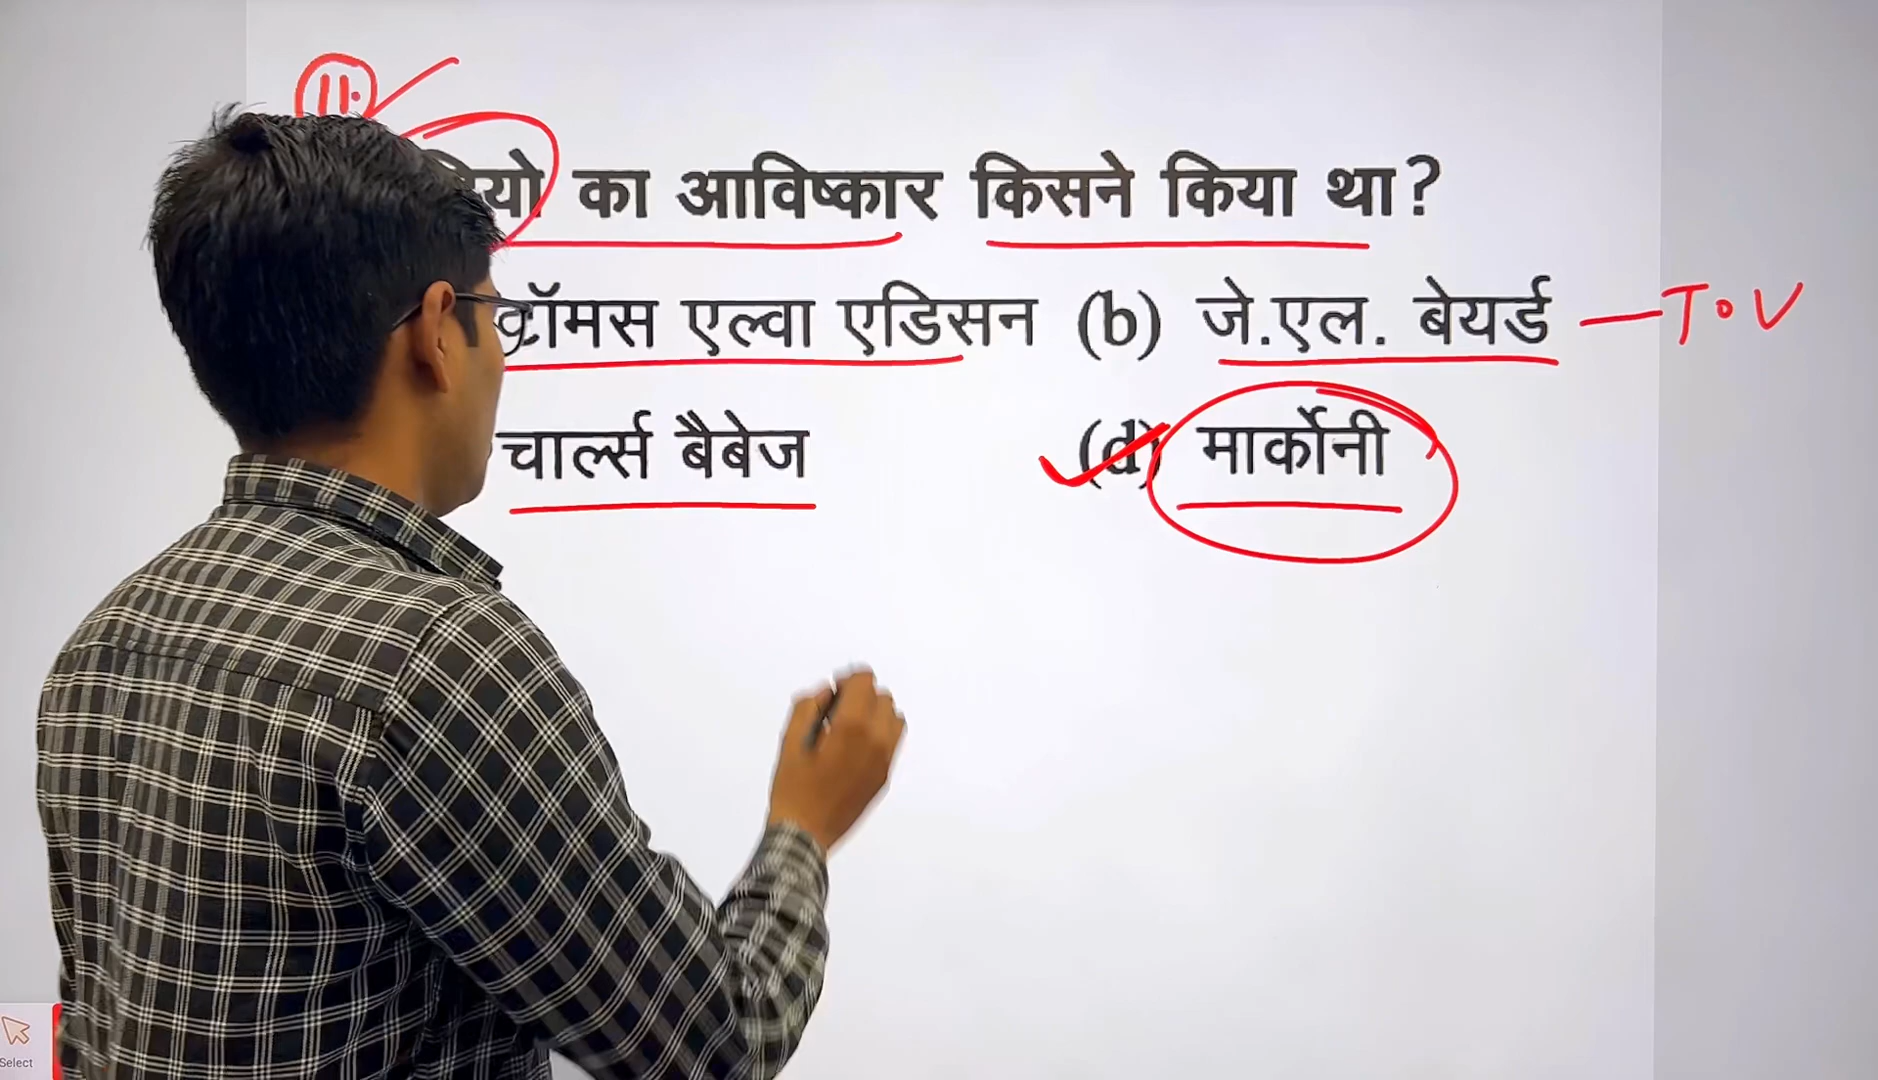 11.
का आविष्कार किसने किया था?
टॉमस एल्वा एडिसन (b) जे.एल. बेयर्ड — T.V
चार्ल्स बैबेज (d) मार्कोनी
Select